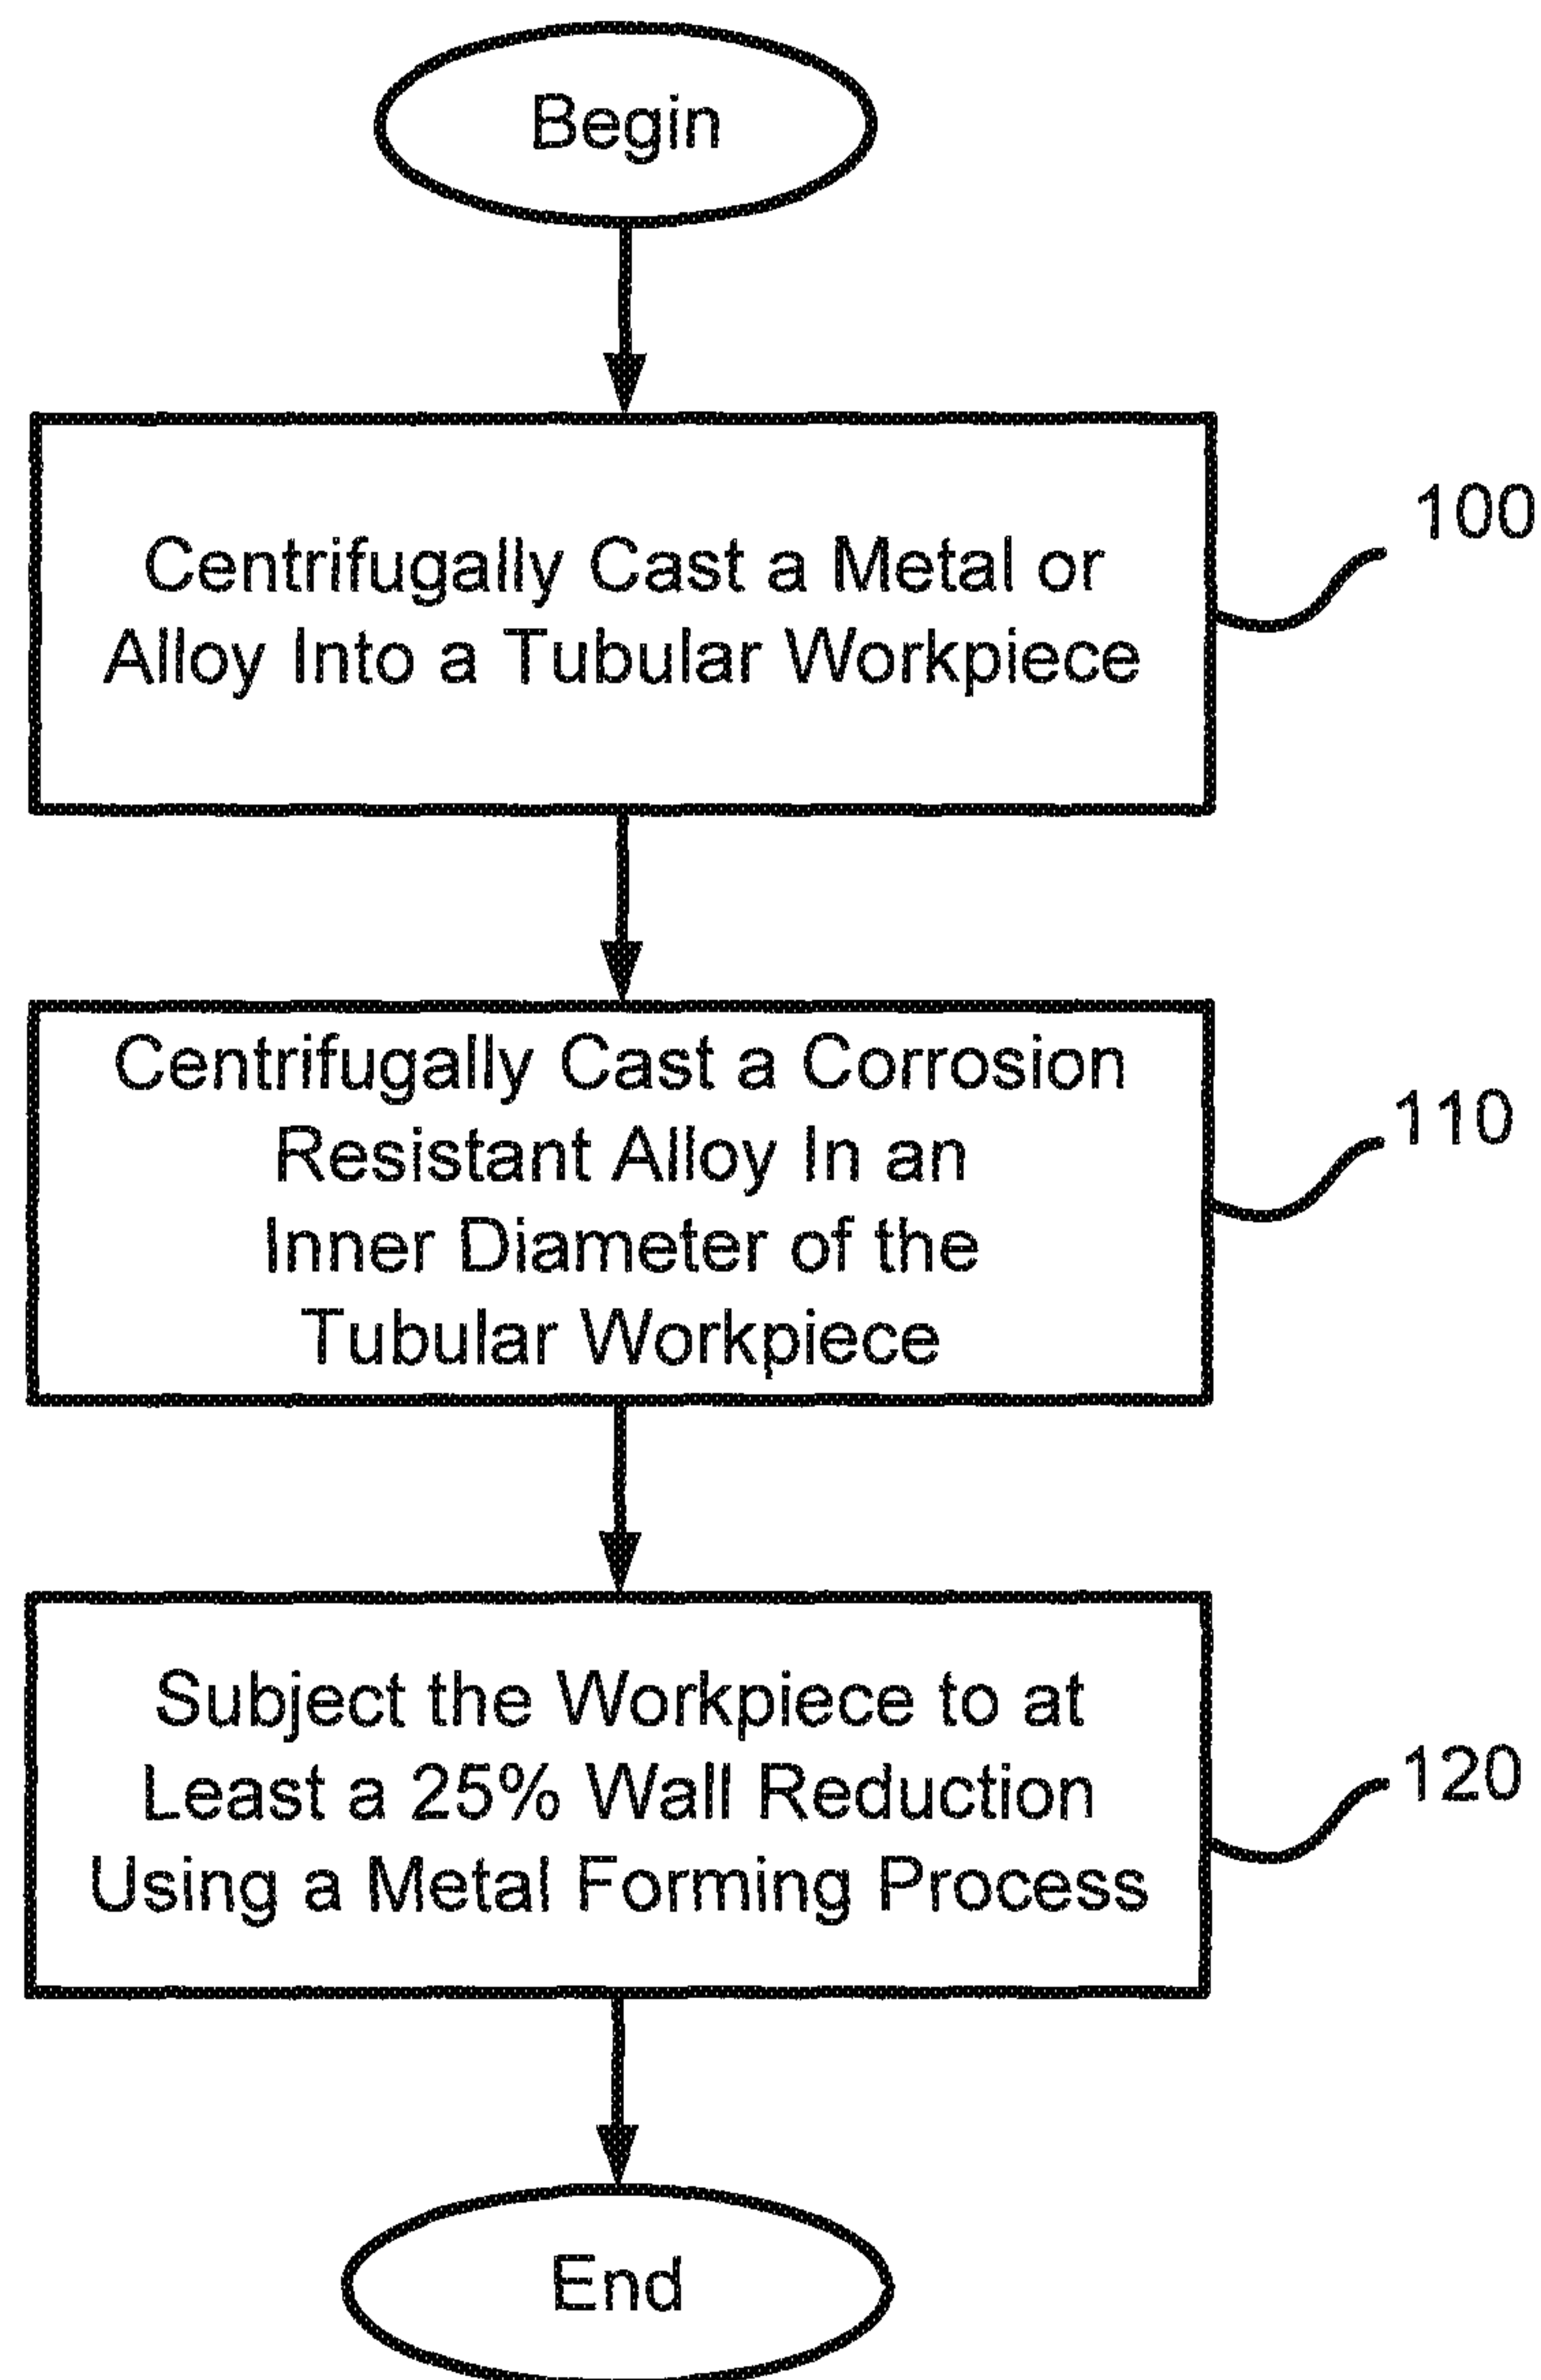 Begin
Centrifugally Cast a Metal or
Alloy Into a Tubular Workpiece
100
Centrifugally Cast a Corrosion
Resistant Alloy In an
Inner Diameter of the
Tubular Workpiece
110
Subject the Workpiece to at
Least a 25% Wall Reduction
Using a Metal Forming Process
120
End